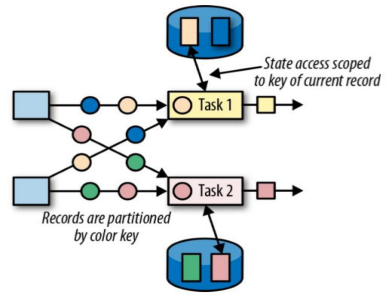 State access scoped
to key of current record
Task 1
Task 2
Records are partitioned
by color key